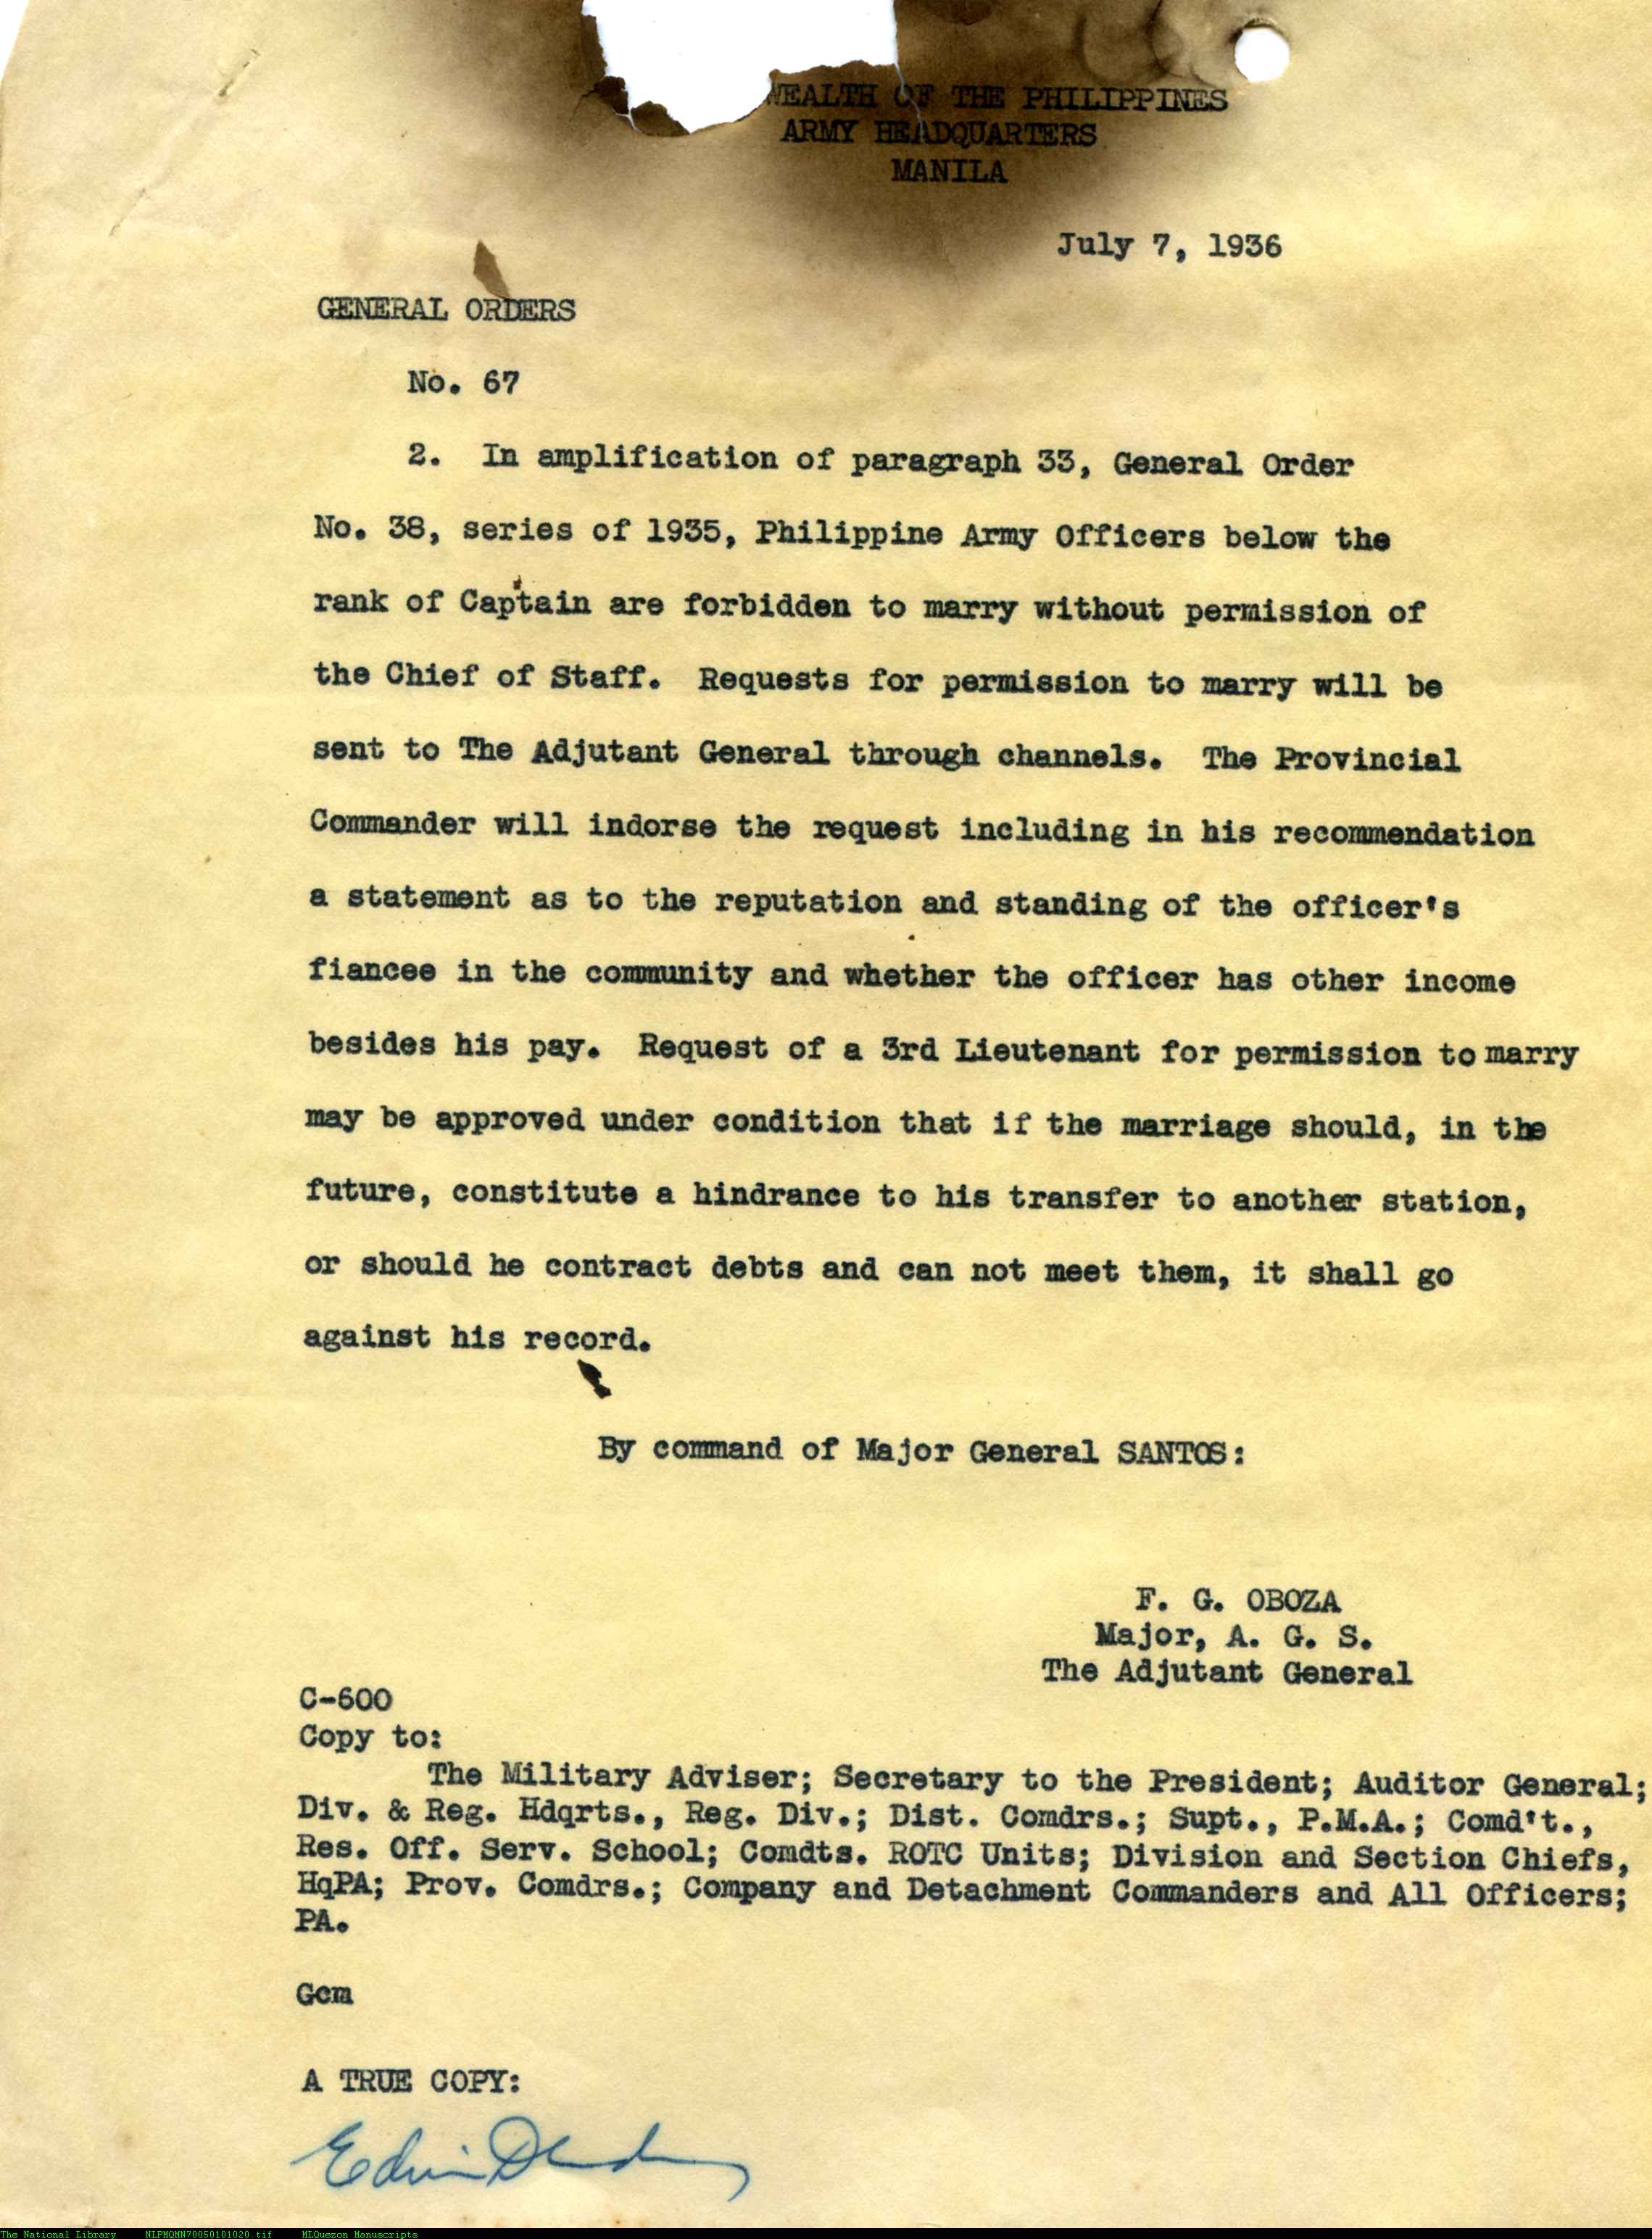 WEALTH OF THE PHILIPPINES
ARMY HEADQUARTERS
MANILA
July 7, 1936
GENERAL ORDERS
No. 67
2. In amplification of paragraph 33, General Order
No. 38, series of 1935, Philippine Army Officers below the
rank of Captain are forbidden to marry without permission of
the Chief of Staff. Requests for permission to marry will be
sent to The Adjutant General through channels. The Provincial
Commander will indorse the request including in his recommendation
a statement as to the reputation and standing of the officer's
fiancee in the community and whether the officer has other income
besides his pay. Request of a 3rd Lieutenant for permission to marry
may be approved under condition that if the marriage should, in the
future, constitute a hindrance to his transfer to another station,
or should he contract debts and can not meet them, it shall go
against his record.
By command of Major General SANTOS:
F. G. OBOZA
Major, A. G. S.
The Adjutant General
C-600
Copy to:
The Military Adviser; Secretary to the President; Auditor General;
Div. & Reg. Hdqrts., Reg. Div.; Dist. Comdrs.; Supt., P.M.A.; Comd't.,
Res. Off. Serv. School; Comdts. ROTC Units; Division and Section Chiefs,
HqPA; Prov. Comdrs.; Company and Detachment Commanders and All Officers;
PA.
Gcm
A TRUE COPY:
Edwin
The National Library NLPMQMN70050101020.tif MLQuezon Manuscripts